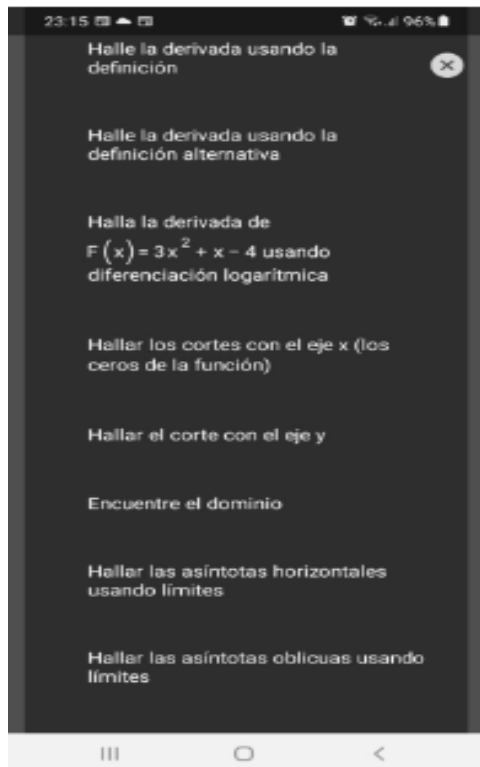 23:15
96%
Halle la derivada usando la
definición
Halle la derivada usando la
definición alternativa
Halla la derivada de
F(x)=3x²+x−4 usando
diferenciación logarítmica
Hallar los cortes con el eje x (los
ceros de la función)
Hallar el corte con el eje y
Encuentre el dominio
Hallar las asíntotas horizontales
usando límites
Hallar las asíntotas oblicuas usando
límites